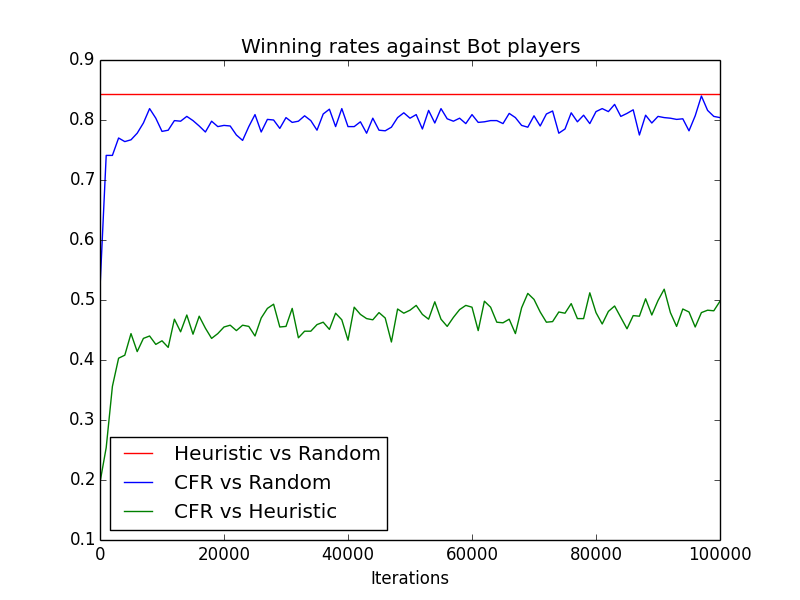 Winning rates against Bot players
0.9
0.8
0.7
0.6
0.5
0.4
0.3
0.2
0.1
Heuristic vs Random
CFR vs Random
CFR vs Heuristic
0 20000 40000 60000 80000 100000
Iterations